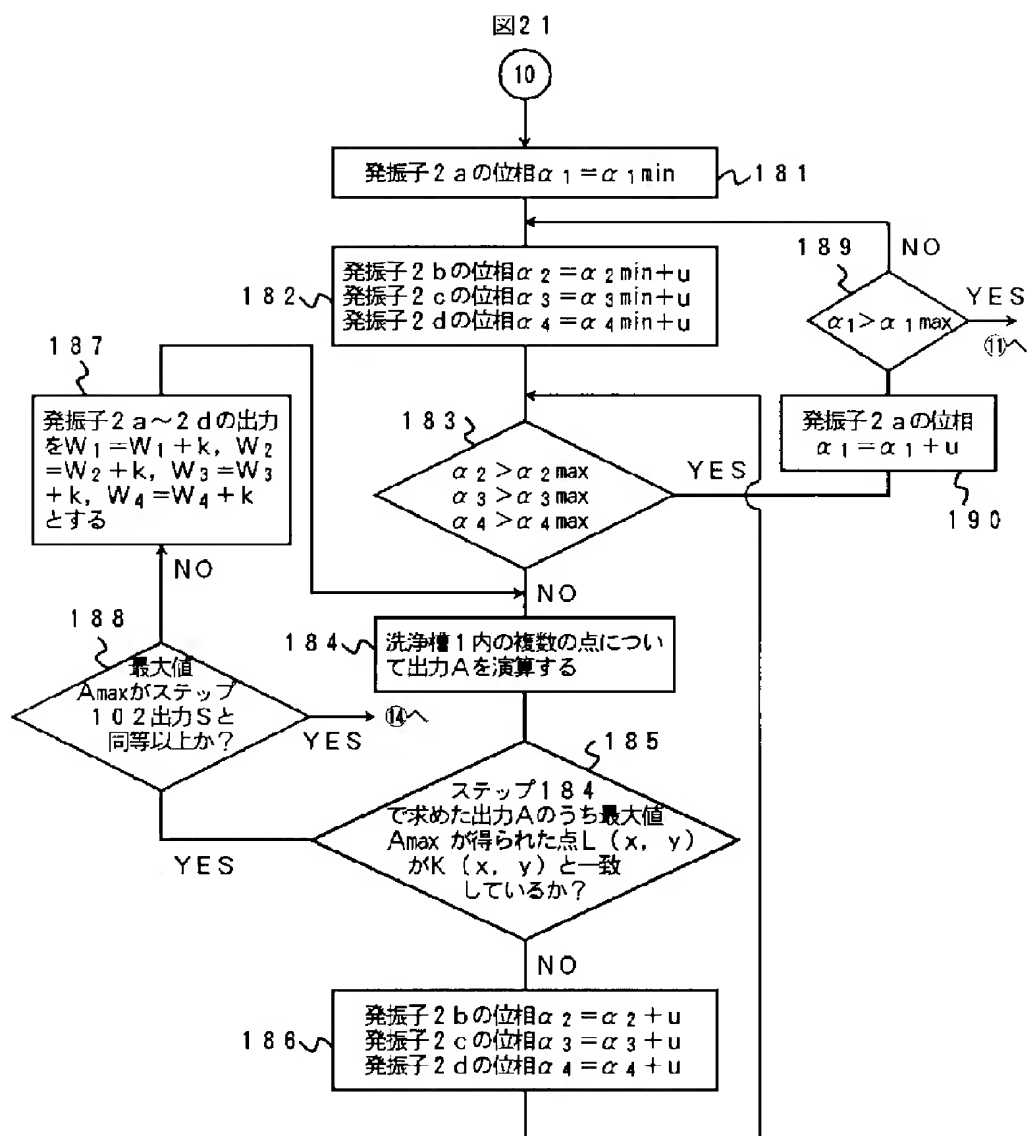 図21
10
発振子2aの位相α1=α1min
181
189
NO
YES
α1>α1max
⑪へ
発振子2bの位相α2=α2min+u
発振子2cの位相α3=α3min+u
発振子2dの位相α4=α4min+u
182
187
発振子2a～2dの出力
をW1=W1+k, W2
=W2+k, W3=W3
+k, W4=W4+k
とする
183
α2>α2max
α3>α3max
α4>α4max
YES
発振子2aの位相
α1=α1+u
190
NO
NO
188
最大値
Amaxがステップ
102出力Sと
同等以上か？
YES
⑭へ
184
洗浄槽1内の複数の点につい
て出力Aを演算する
185
ステップ184
で求めた出力Aのうち最大値
Amaxが得られた点L(x, y)
がK(x, y)と一致
しているか？
YES
NO
発振子2bの位相α2=α2+u
発振子2cの位相α3=α3+u
発振子2dの位相α4=α4+u
186